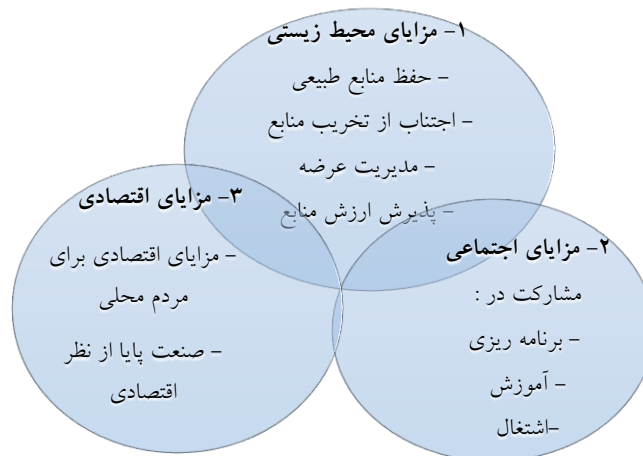 ۱- مزایای محیط زیستی
- حفظ منابع طبیعی
- اجتناب از تخریب منابع
- مدیریت عرضه
- پذیرش ارزش منابع
۲- مزایای اجتماعی
مشارکت در :
- برنامه ریزی
- آموزش
-اشتغال
۳- مزایای اقتصادی
- مزایای اقتصادی برای
مردم محلی
- صنعت پایا از نظر
اقتصادی